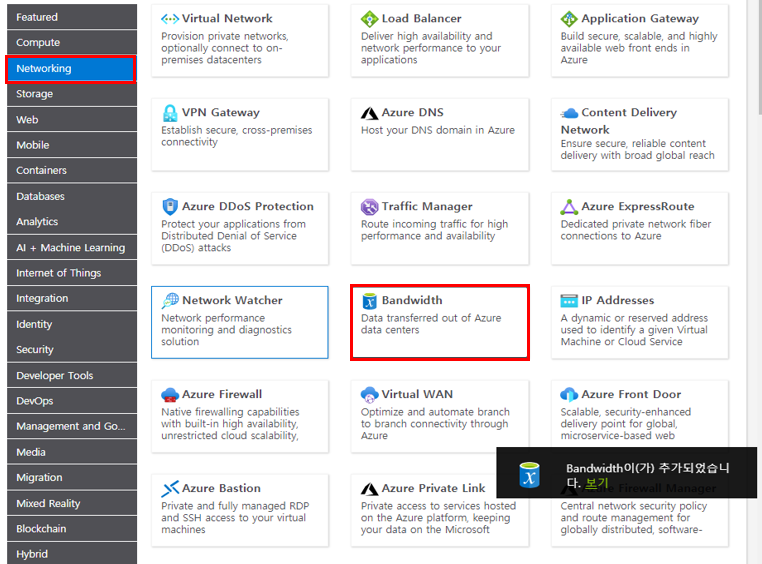 Featured
Compute
Networking
Storage
Web
Mobile
Containers
Databases
Analytics
AI + Machine Learning
Internet of Things
Integration
Identity
Security
Developer Tools
DevOps
Management and Go...
Media
Migration
Mixed Reality
Blockchain
Hybrid
Virtual Network
Provision private networks,
optionally connect to on-
premises datacenters
Load Balancer
Deliver high availability and
network performance to your
applications
Application Gateway
Build secure, scalable, and highly
available web front ends in
Azure
VPN Gateway
Establish secure, cross-premises
connectivity
Azure DNS
Host your DNS domain in Azure
Content Delivery
Network
Ensure secure, reliable content
delivery with broad global reach
Azure DDoS Protection
Protect your applications from
Distributed Denial of Service
(DDoS) attacks
Traffic Manager
Route incoming traffic for high
performance and availability
Azure ExpressRoute
Dedicated private network fiber
connections to Azure
Network Watcher
Network performance
monitoring and diagnostics
solution
Bandwidth
Data transferred out of Azure
data centers
IP Addresses
A dynamic or reserved address
used to identify a given Virtual
Machine or Cloud Service
Azure Firewall
Native firewalling capabilities
with built-in high availability,
unrestricted cloud scalability,
Virtual WAN
Optimize and automate branch
to branch connectivity through
Azure
Azure Front Door
Scalable, security-enhanced
delivery point for global,
microservice-based web
Bandwidth이(가) 추가되었습니
다. 보기
Azure Bastion
Private and fully managed RDP
and SSH access to your virtual
machines
Azure Private Link
Private access to services hosted
on the Azure platform, keeping
your data on the Microsoft
Azure Firewall Manager
Central network security policy
and route management for
globally distributed, software-